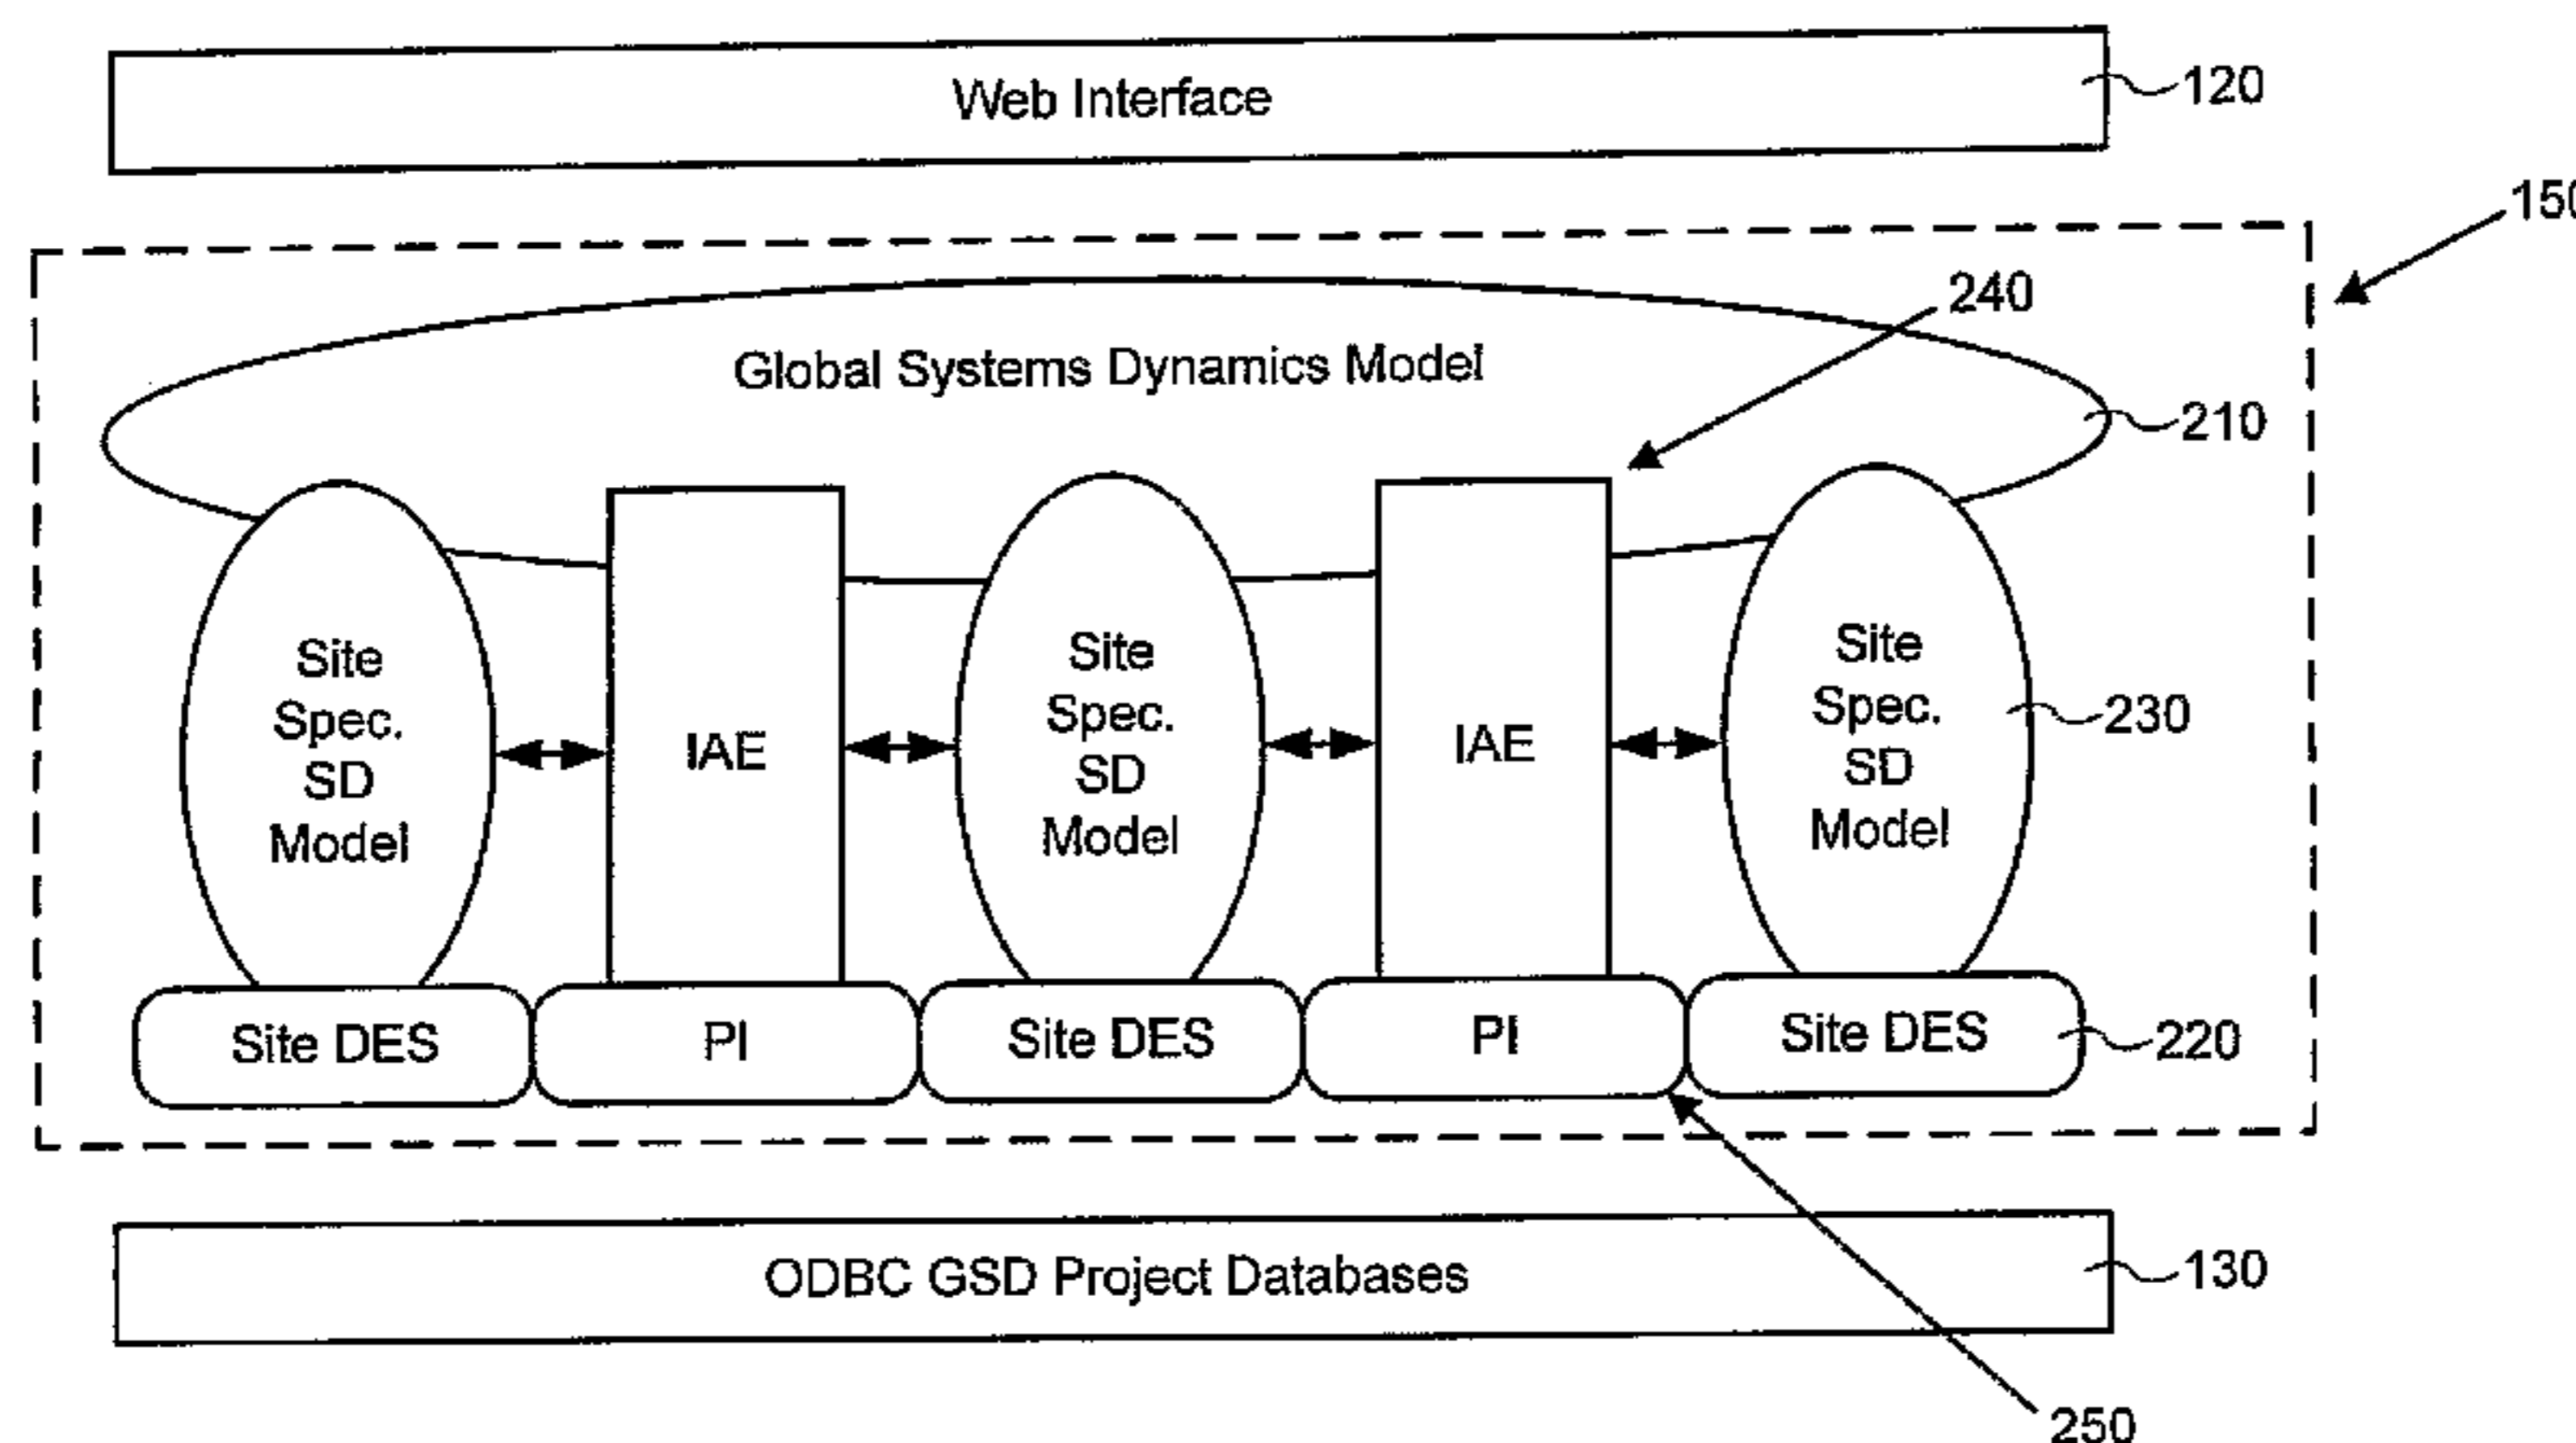 Web Interface
120
150
240
Global Systems Dynamics Model
210
Site
Spec.
SD
Model
IAE
Site
Spec.
SD
Model
IAE
Site
Spec.
SD
Model
230
Site DES
PI
Site DES
PI
Site DES
220
ODBC GSD Project Databases
130
250